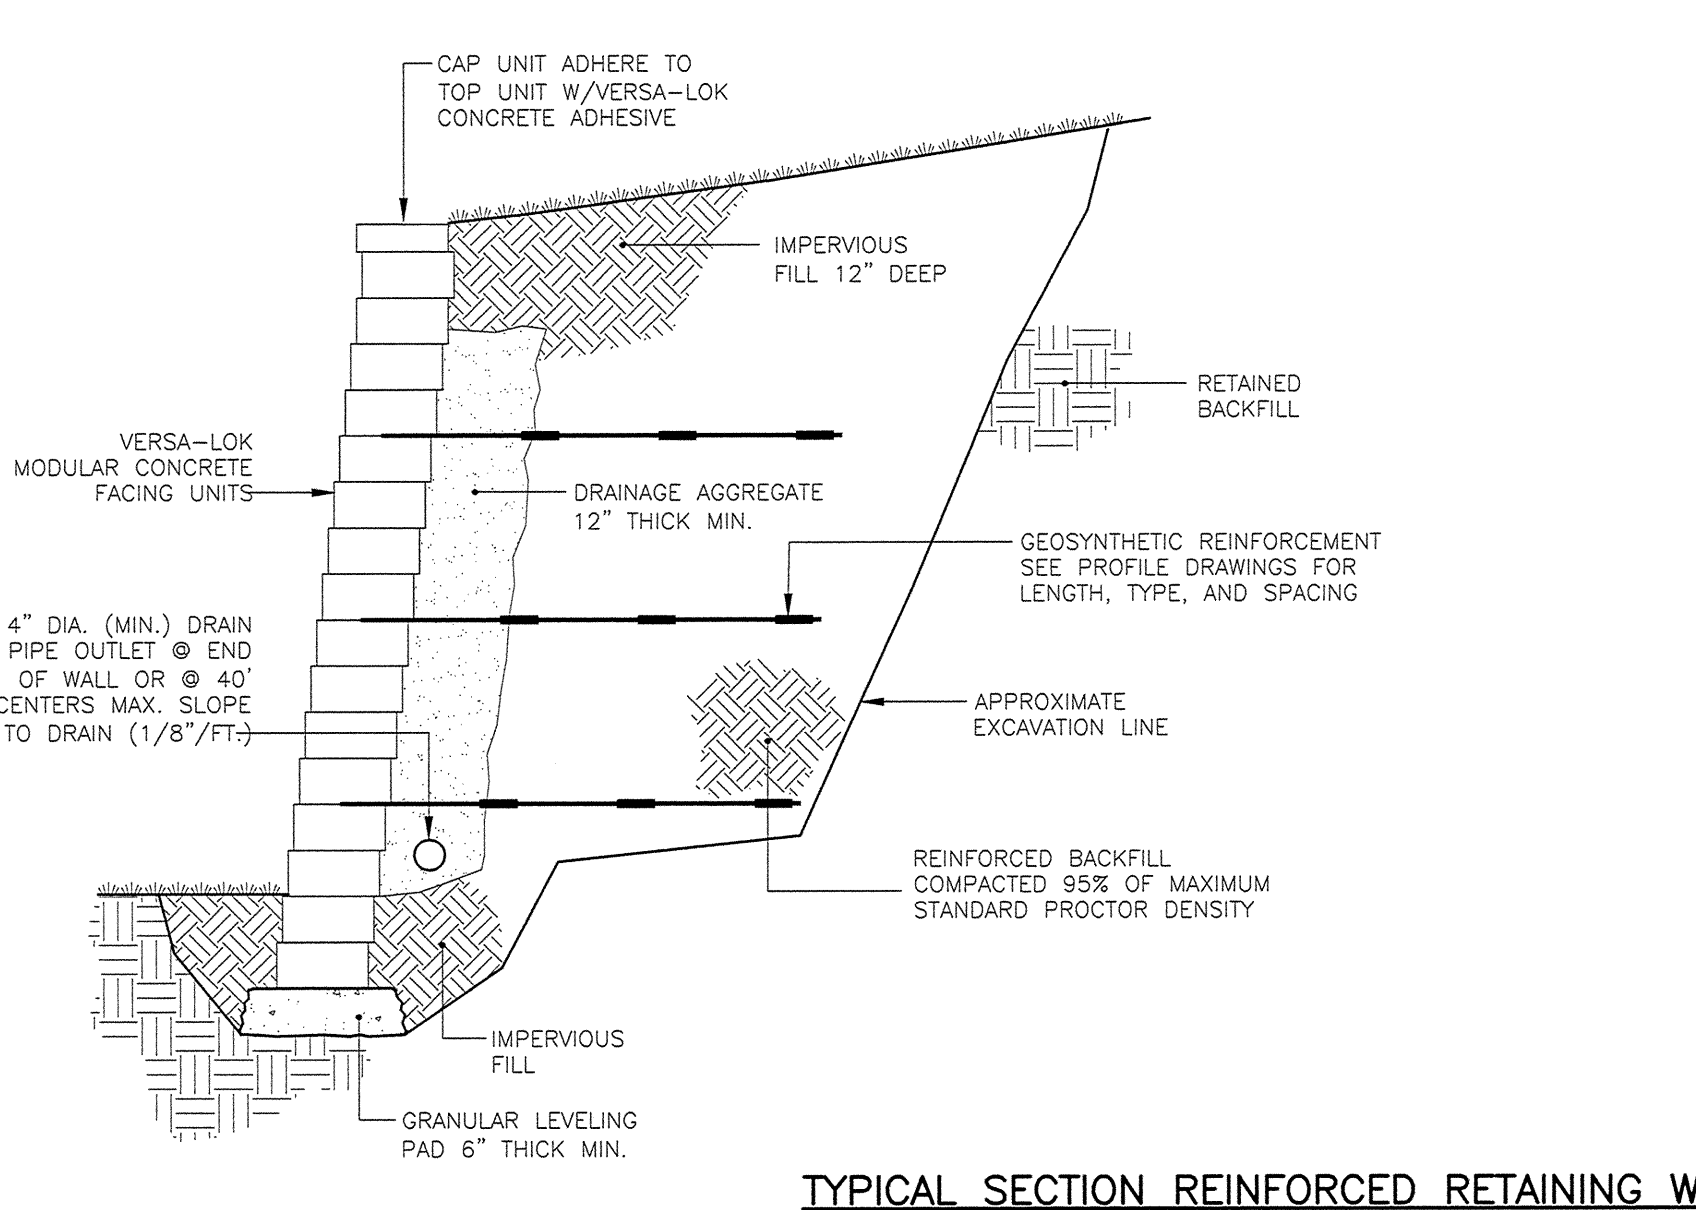 CAP UNIT ADHERE TO
TOP UNIT W/VERSA-LOK
CONCRETE ADHESIVE
IMPERVIOUS
FILL 12" DEEP
RETAINED
BACKFILL
VERSA-LOK
MODULAR CONCRETE
FACING UNITS
DRAINAGE AGGREGATE
12" THICK MIN.
GEOSYNTHETIC REINFORCEMENT
SEE PROFILE DRAWINGS FOR
LENGTH, TYPE, AND SPACING
4" DIA. (MIN.) DRAIN
PIPE OUTLET @ END
OF WALL OR @ 40'
CENTERS MAX. SLOPE
TO DRAIN (1/8"/FT.)
APPROXIMATE
EXCAVATION LINE
REINFORCED BACKFILL
COMPACTED 95% OF MAXIMUM
STANDARD PROCTOR DENSITY
IMPERVIOUS
FILL
GRANULAR LEVELING
PAD 6" THICK MIN.
TYPICAL SECTION REINFORCED RETAINING